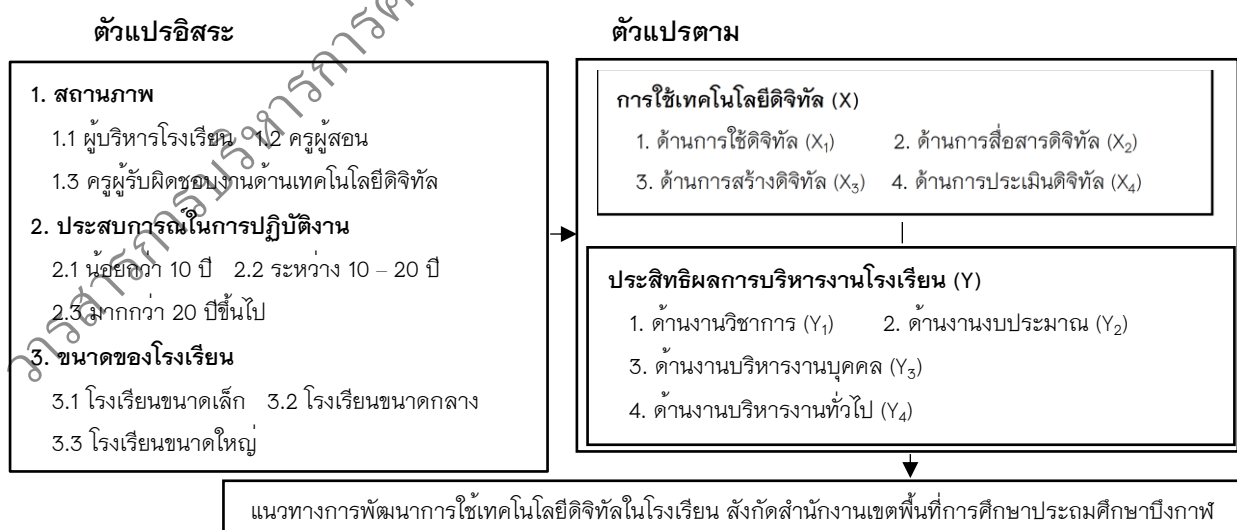 ตัวแปรอิสระ
1. สถานภาพ
1.1 ผู้บริหารโรงเรียน 1.2 ครูผู้สอน
1.3 ครูผู้รับผิดชอบงานด้านเทคโนโลยีดิจิทัล
2. ประสบการณ์ในการปฏิบัติงาน
2.1 น้อยกว่า 10 ปี 2.2 ระหว่าง 10 – 20 ปี
2.3 มากกว่า 20 ปีขึ้นไป
3. ขนาดของโรงเรียน
3.1 โรงเรียนขนาดเล็ก 3.2 โรงเรียนขนาดกลาง
3.3 โรงเรียนขนาดใหญ่
ตัวแปรตาม
การใช้เทคโนโลยีดิจิทัล (X)
1. ด้านการใช้ดิจิทัล (X₁) 2. ด้านการสื่อสารดิจิทัล (X₂)
3. ด้านการสร้างดิจิทัล (X₃) 4. ด้านการประเมินดิจิทัล (X₄)
ประสิทธิผลการบริหารงานโรงเรียน (Y)
1. ด้านงานวิชาการ (Y₁) 2. ด้านงานงบประมาณ (Y₂)
3. ด้านงานบริหารงานบุคคล (Y₃)
4. ด้านงานบริหารงานทั่วไป (Y₄)
แนวทางการพัฒนาการใช้เทคโนโลยีดิจิทัลในโรงเรียน สังกัดสำนักงานเขตพื้นที่การศึกษาประถมศึกษาบึงกาฬ
วารสารการบริหารการ